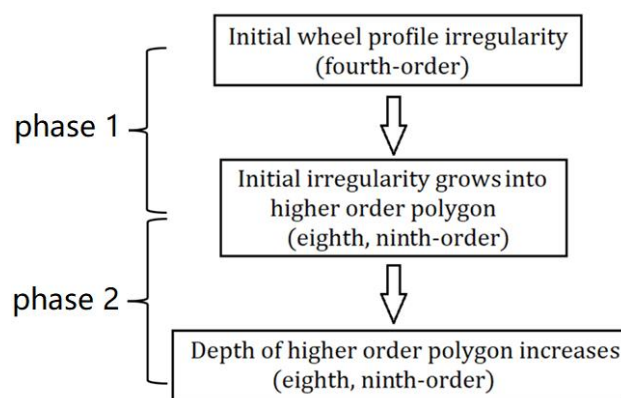 Initial wheel profile irregularity
(fourth-order)
phase 1
Initial irregularity grows into
higher order polygon
(eighth, ninth-order)
phase 2
Depth of higher order polygon increases
(eighth, ninth-order)